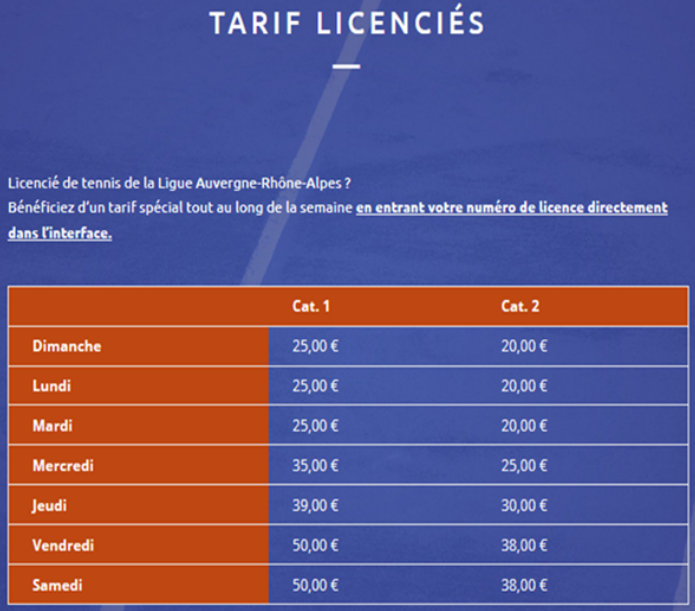 TARIF LICENCIÉS
Licencié de tennis de la Ligue Auvergne-Rhône-Alpes ?
Bénéficiez d'un tarif spécial tout au long de la semaine en entrant votre numéro de licence directement
dans l'interface.
Cat. 1 Cat. 2
Dimanche 25,00 € 20,00 €
Lundi 25,00 € 20,00 €
Mardi 25,00 € 20,00 €
Mercredi 35,00 € 25,00 €
Jeudi 39,00 € 30,00 €
Vendredi 50,00 € 38,00 €
Samedi 50,00 € 38,00 €